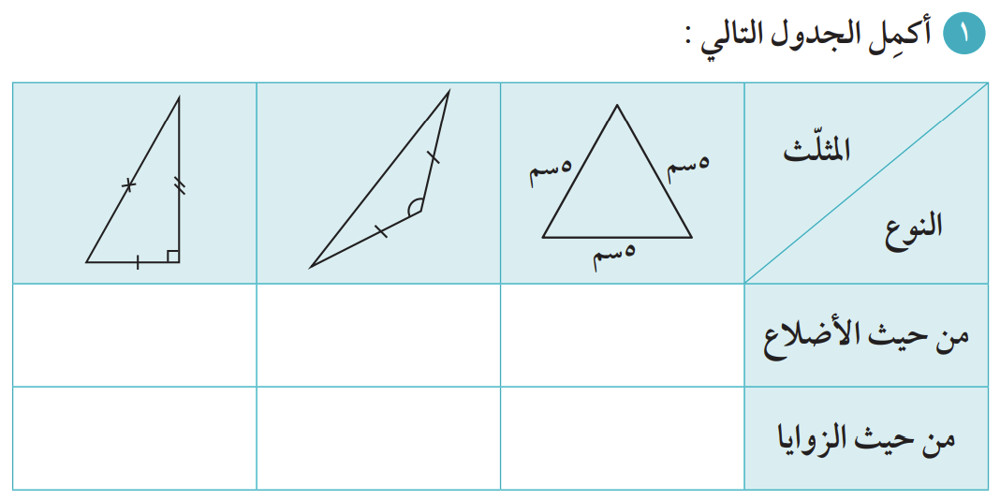 ١ أكمِل الجدول التالي :
المثلّث
النوع
٥سم
٥سم
٥سم
من حيث الأضلاع
من حيث الزوايا